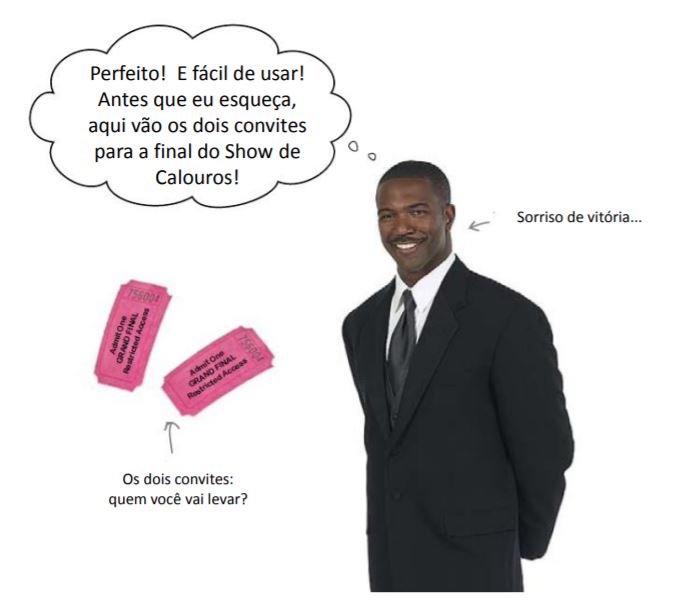 Perfeito!  E fácil de usar!
Antes que eu esqueça,
aqui vão os dois convites
para a final do Show de
Calouros!
Sorriso de vitória...
755004
Admit One
GRAND FINAL
Restricted Access
755004
Admit One
GRAND FINAL
Restricted Access
Os dois convites:
quem você vai levar?